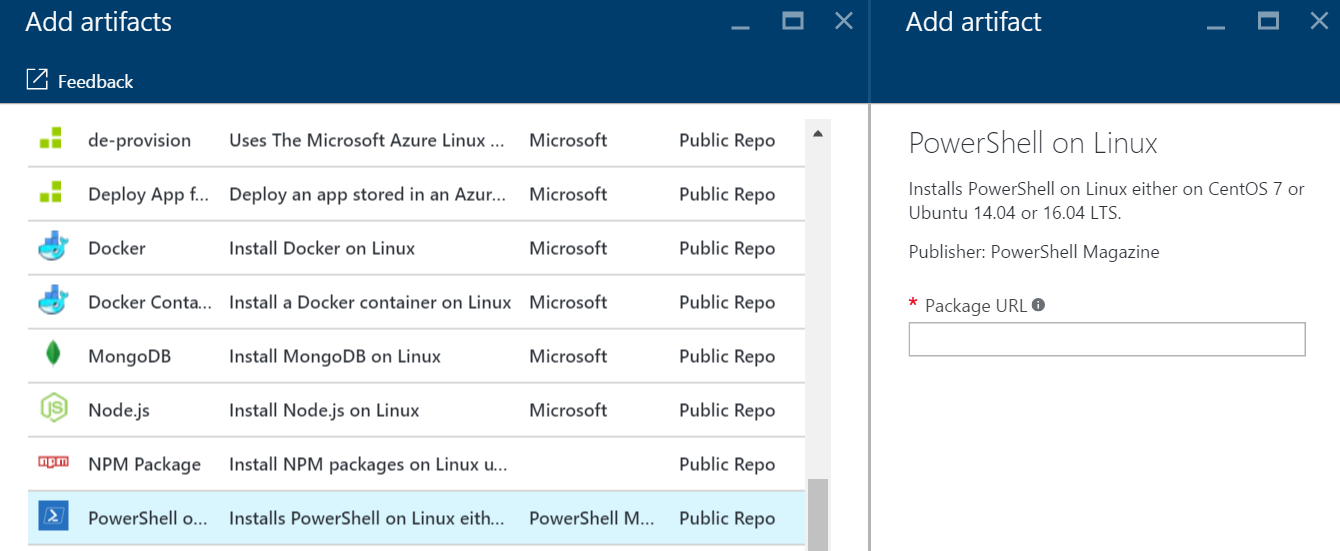 Add artifacts
Feedback
de-provision Uses The Microsoft Azure Linux ... Microsoft Public Repo
Deploy App f... Deploy an app stored in an Azur... Microsoft Public Repo
Docker Install Docker on Linux Microsoft Public Repo
Docker Conta... Install a Docker container on Linux Microsoft Public Repo
MongoDB Install MongoDB on Linux Microsoft Public Repo
JS Node.js Install Node.js on Linux Microsoft Public Repo
npm NPM Package Install NPM packages on Linux u... Public Repo
PowerShell o... Installs PowerShell on Linux eith... PowerShell M... Public Repo
Add artifact
PowerShell on Linux
Installs PowerShell on Linux either on CentOS 7 or
Ubuntu 14.04 or 16.04 LTS.
Publisher: PowerShell Magazine
* Package URL